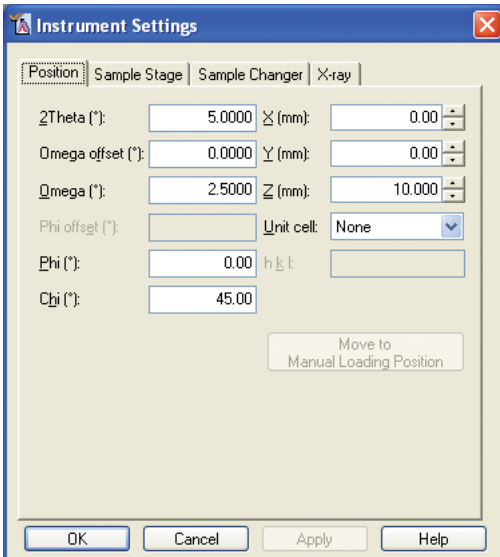 Instrument Settings
Position Sample Stage Sample Changer X-ray
2Theta (°): 5.0000 X (mm): 0.00
Omega offset (°): 0.0000 Y (mm): 0.00
Omega (°): 2.5000 Z (mm): 10.000
Phi offset (°): Unit cell: None
Phi (°): 0.00 h k l:
Chi (°): 45.00
Move to
Manual Loading Position
OK Cancel Apply Help